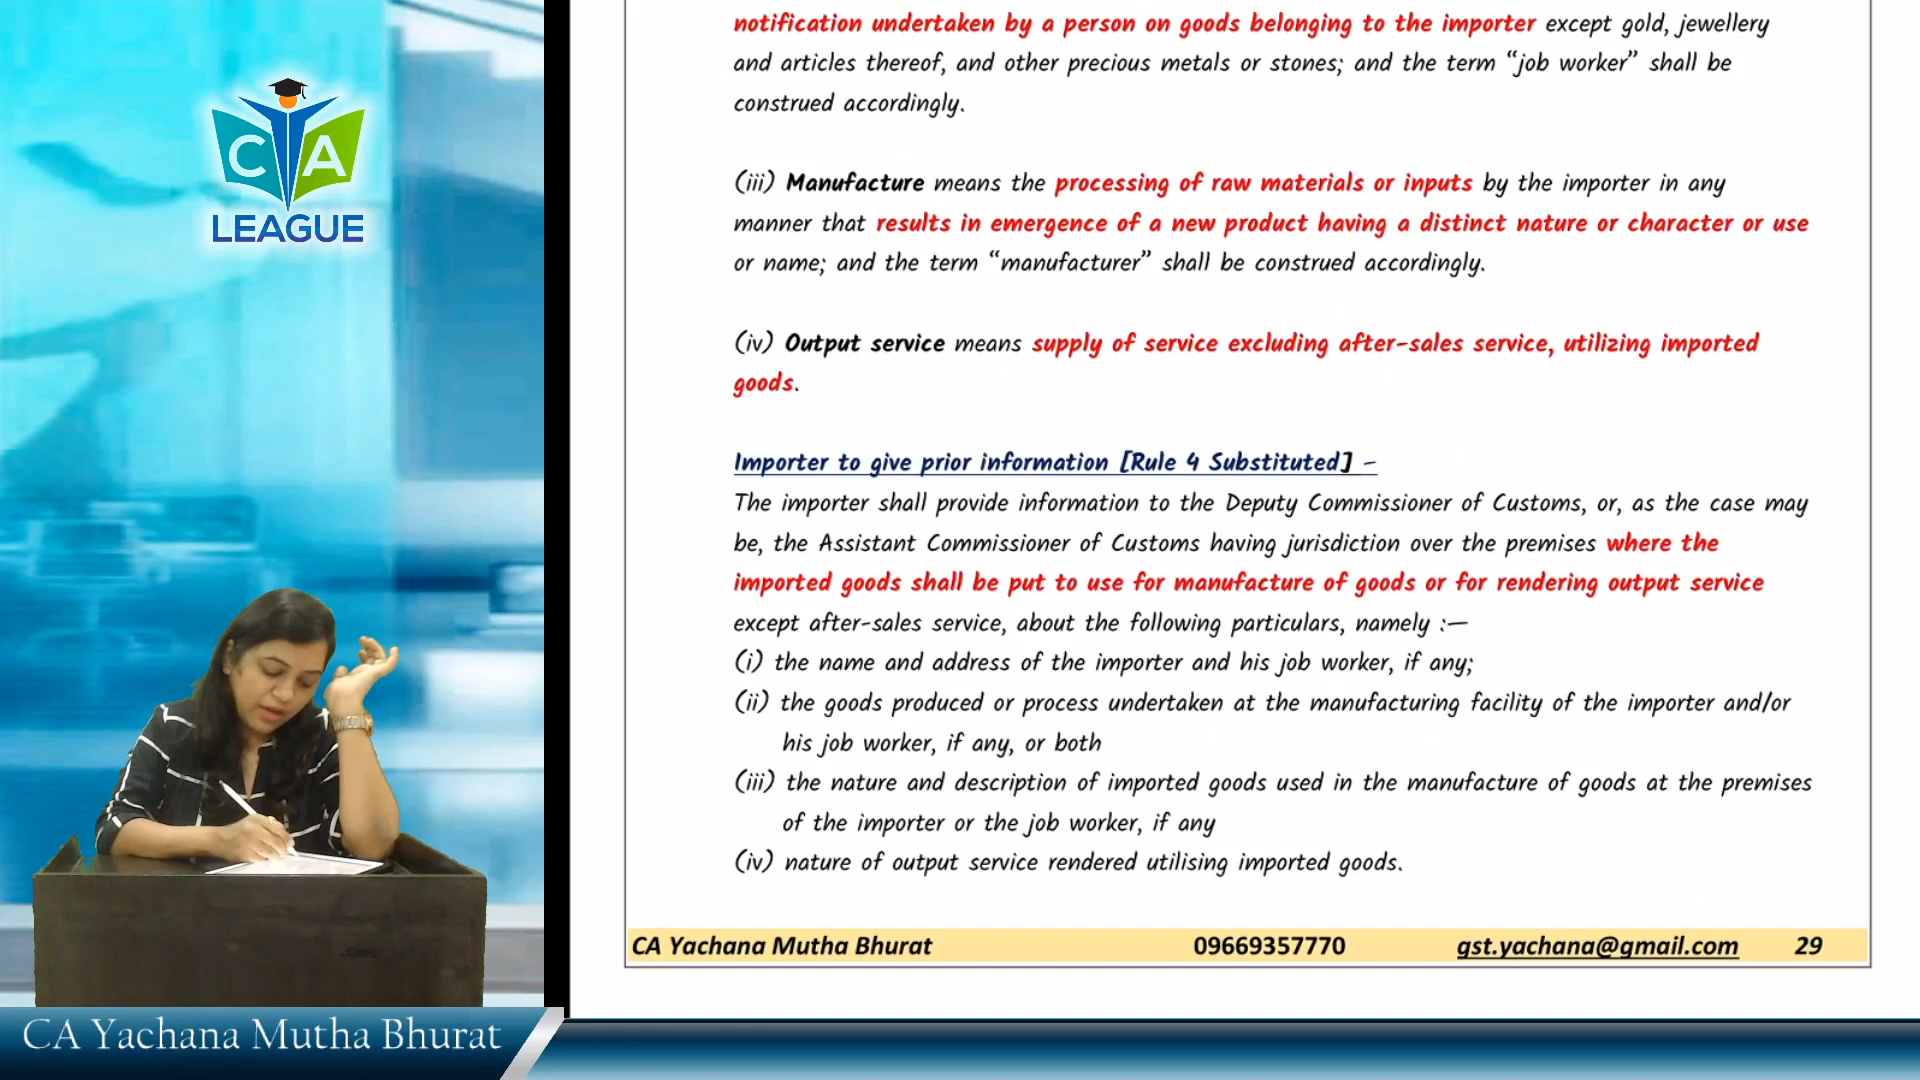 C A
LEAGUE
notification undertaken by a person on goods belonging to the importer except gold, jewellery
and articles thereof, and other precious metals or stones; and the term “job worker” shall be
construed accordingly.
(iii) Manufacture means the processing of raw materials or inputs by the importer in any
manner that results in emergence of a new product having a distinct nature or character or use
or name; and the term “manufacturer” shall be construed accordingly.
(iv) Output service means supply of service excluding after-sales service, utilizing imported
goods.
Importer to give prior information [Rule 4 Substituted] –
The importer shall provide information to the Deputy Commissioner of Customs, or, as the case may
be, the Assistant Commissioner of Customs having jurisdiction over the premises where the
imported goods shall be put to use for manufacture of goods or for rendering output service
except after-sales service, about the following particulars, namely :—
(i) the name and address of the importer and his job worker, if any;
(ii) the goods produced or process undertaken at the manufacturing facility of the importer and/or
his job worker, if any, or both
(iii) the nature and description of imported goods used in the manufacture of goods at the premises
of the importer or the job worker, if any
(iv) nature of output service rendered utilising imported goods.
CA Yachana Mutha Bhurat 09669357770 gst.yachana@gmail.com 29
CA Yachana Mutha Bhurat